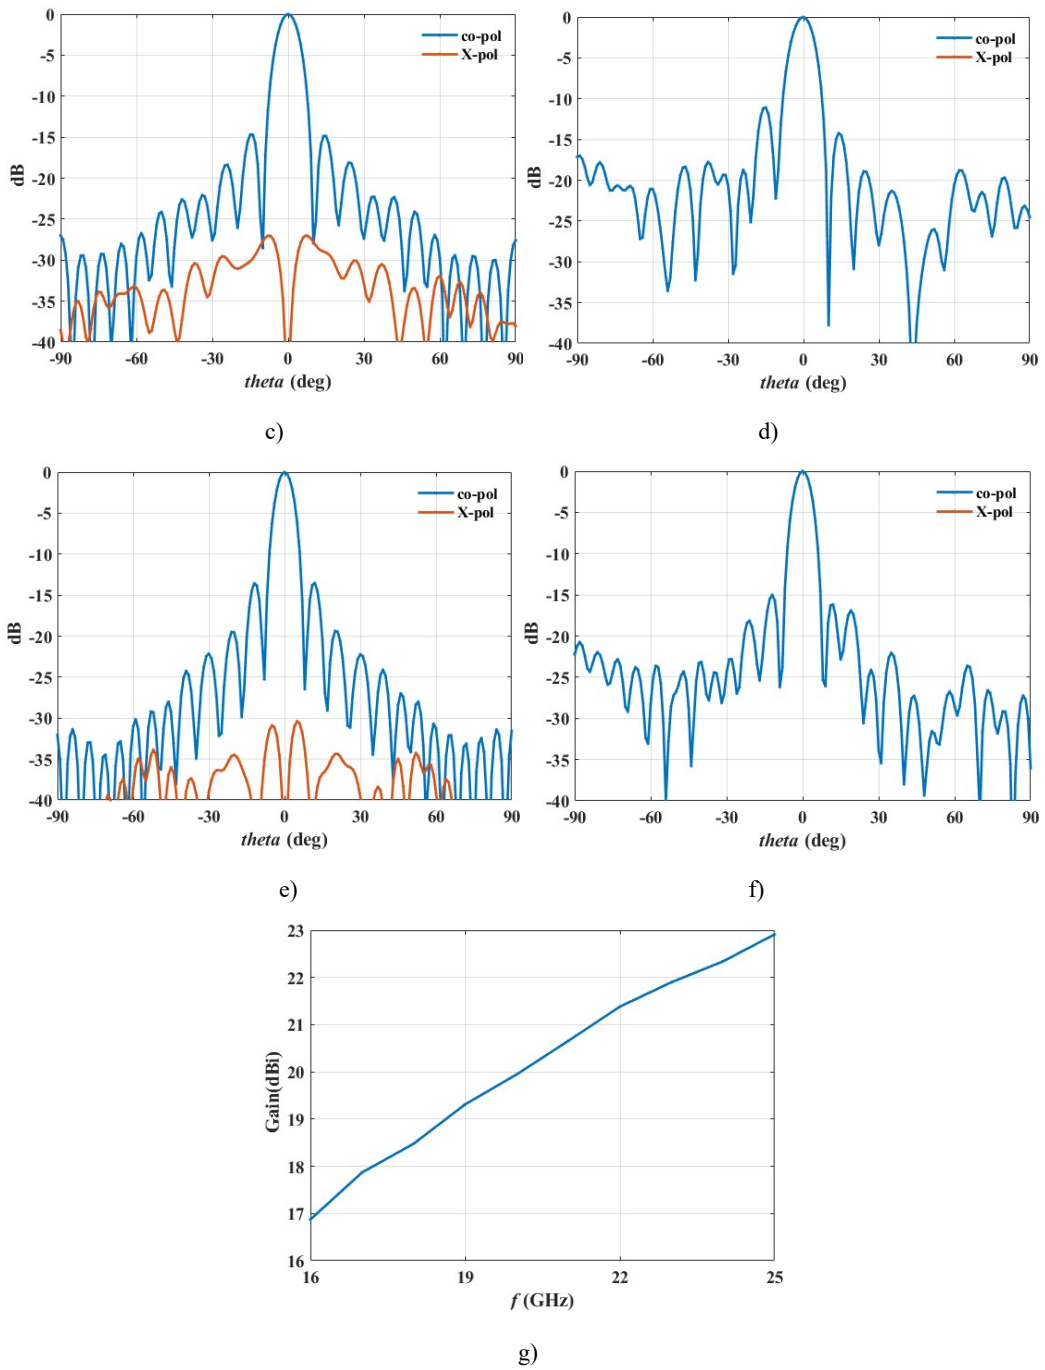 0
-5
-10
-15
-20
-25
-30
-35
-40
dB
co-pol
X-pol
-90 -60 -30 0 30 60 90
theta (deg)
c)
0
-5
-10
-15
-20
-25
-30
-35
-40
dB
co-pol
X-pol
-90 -60 -30 0 30 60 90
theta (deg)
d)
0
-5
-10
-15
-20
-25
-30
-35
-40
dB
co-pol
X-pol
-90 -60 -30 0 30 60 90
theta (deg)
e)
0
-5
-10
-15
-20
-25
-30
-35
-40
dB
co-pol
X-pol
-90 -60 -30 0 30 60 90
theta (deg)
f)
23
22
21
20
19
18
17
16
Gain(dBi)
16 19 22 25
f (GHz)
g)